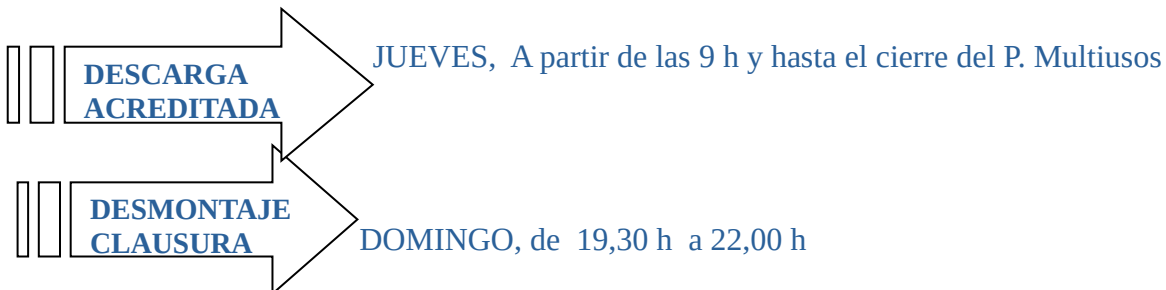 DESCARGA
ACREDITADA
JUEVES,  A partir de las 9 h y hasta el cierre del P. Multiusos
DESMONTAJE
CLAUSURA
DOMINGO, de  19,30 h  a 22,00 h